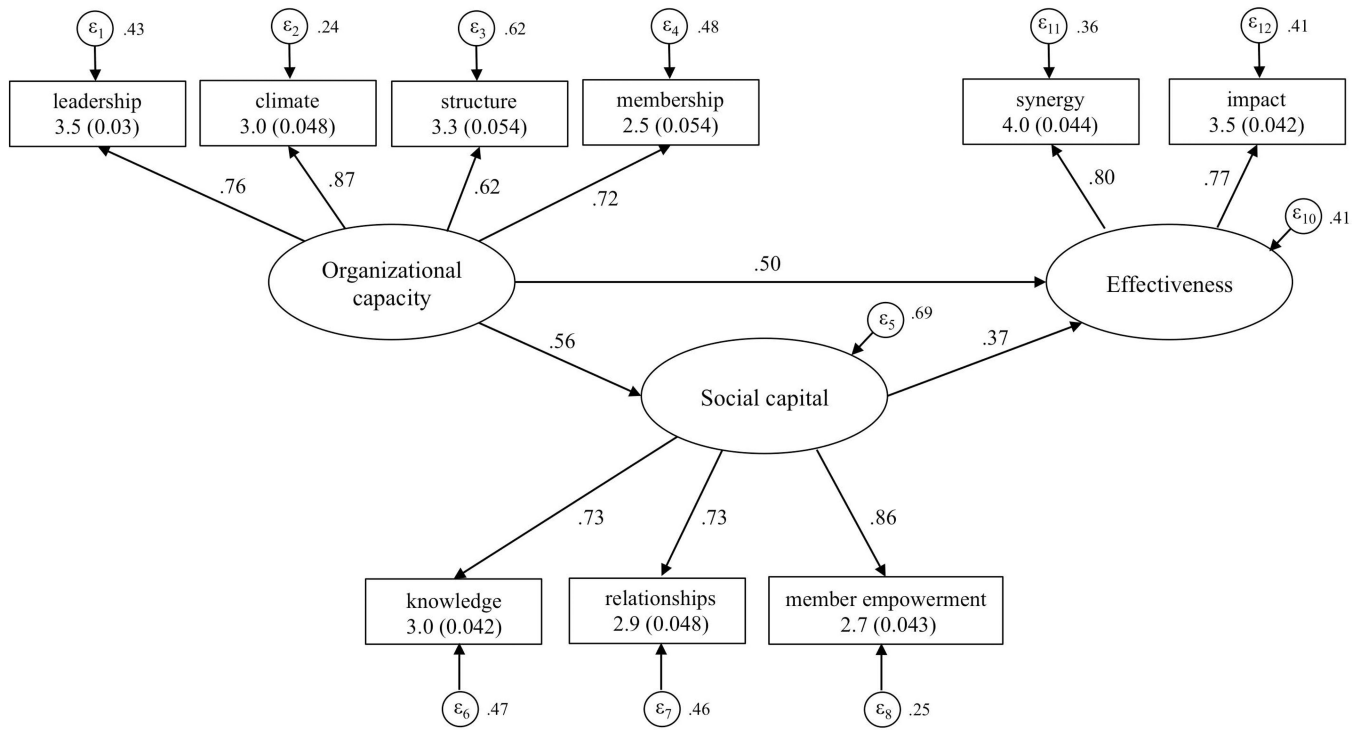 ε1 .43
ε2 .24
ε3 .62
ε4 .48
ε11 .36
ε12 .41
leadership
3.5 (0.03)
climate
3.0 (0.048)
structure
3.3 (0.054)
membership
2.5 (0.054)
synergy
4.0 (0.044)
impact
3.5 (0.042)
.76
.87
.62
.72
.80
.77
ε10 .41
Organizational
capacity
.50
Effectiveness
ε5 .69
.56
.37
Social capital
.73
.73
.86
knowledge
3.0 (0.042)
relationships
2.9 (0.048)
member empowerment
2.7 (0.043)
ε6 .47
ε7 .46
ε8 .25